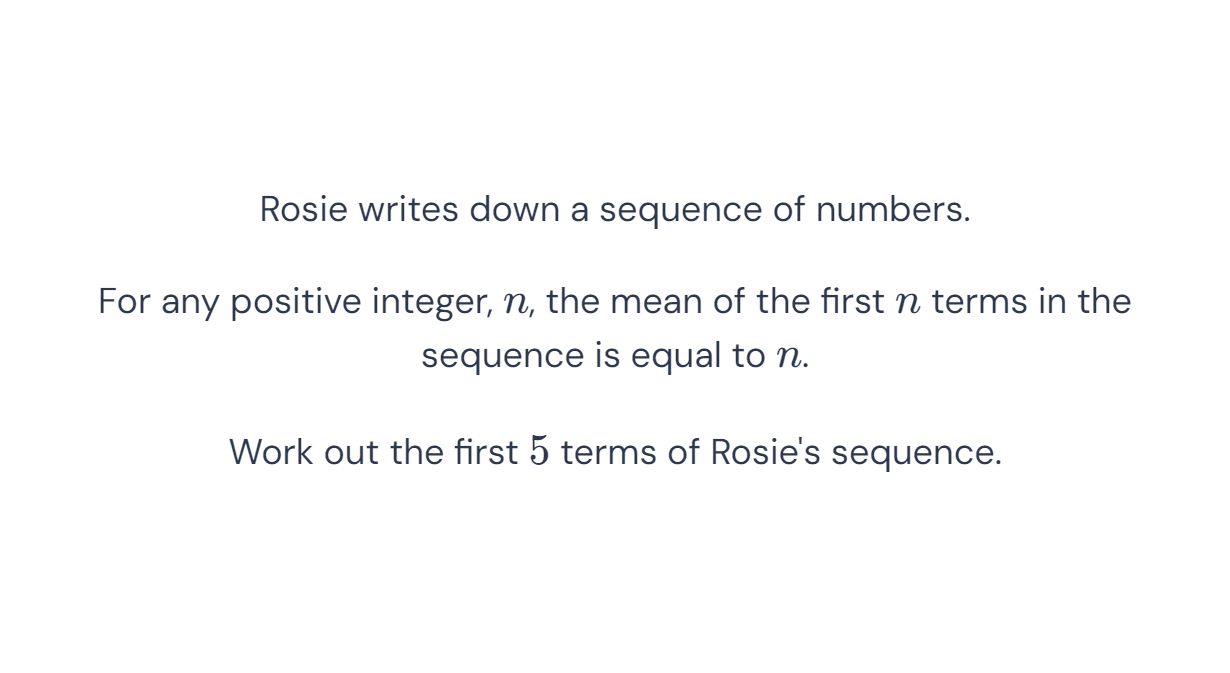 Rosie writes down a sequence of numbers.
For any positive integer, n, the mean of the first n terms in the
sequence is equal to n.
Work out the first 5 terms of Rosie's sequence.